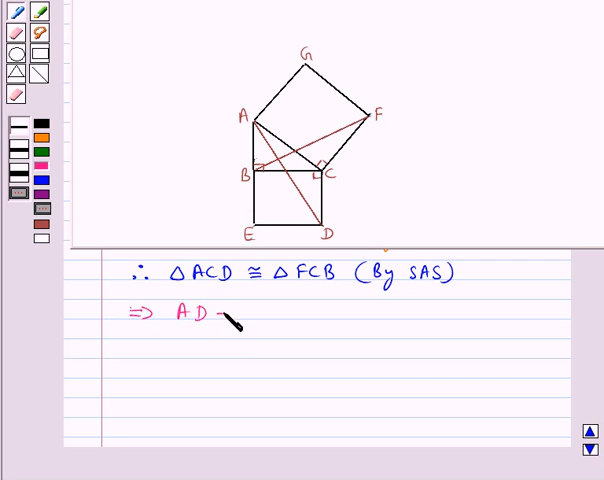 G
A
F
B
C
E
D
∴ △ ACD ≅ △ FCB (By SAS)
⇒ AD -